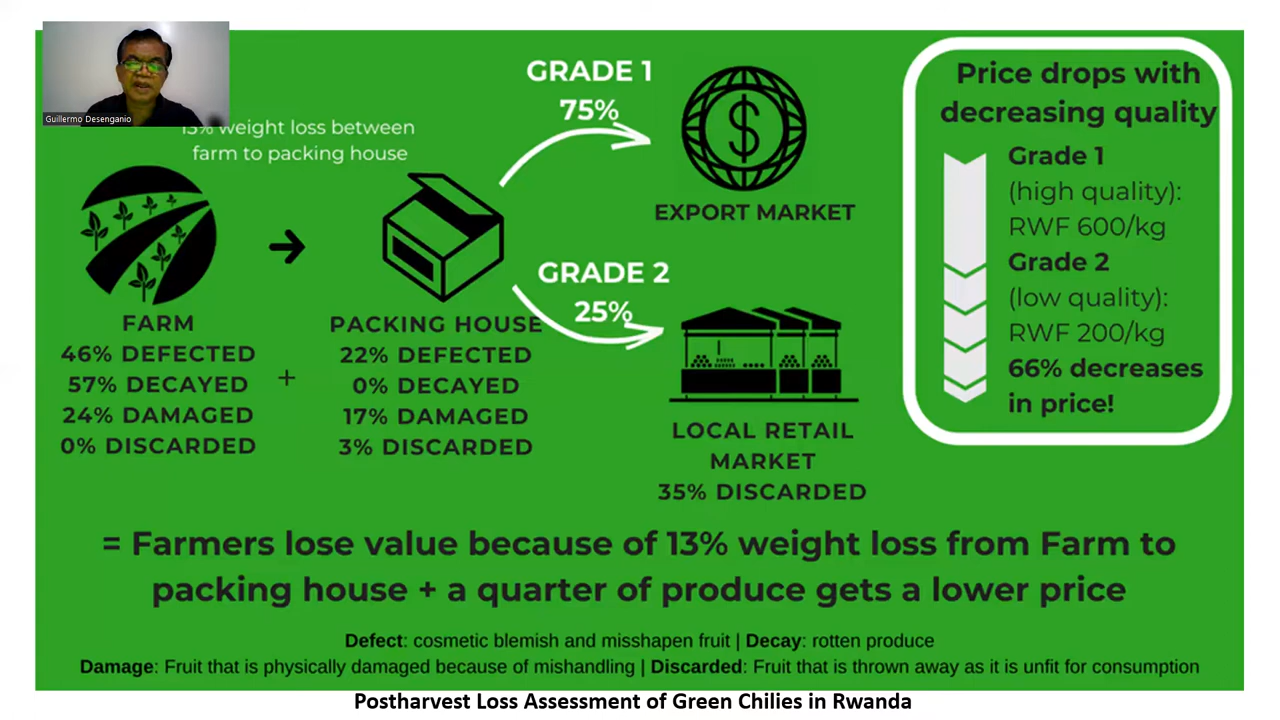 Guillermo Desenganio
13% weight loss between
farm to packing house
FARM
46% DEFECTED
57% DECAYED
24% DAMAGED
0% DISCARDED
+
PACKING HOUSE
22% DEFECTED
0% DECAYED
17% DAMAGED
3% DISCARDED
GRADE 1
75%
$
EXPORT MARKET
GRADE 2
25%
LOCAL RETAIL
MARKET
35% DISCARDED
Price drops with
decreasing quality
Grade 1
(high quality):
RWF 600/kg
Grade 2
(low quality):
RWF 200/kg
66% decreases
in price!
= Farmers lose value because of 13% weight loss from Farm to
packing house + a quarter of produce gets a lower price
Defect: cosmetic blemish and misshapen fruit | Decay: rotten produce
Damage: Fruit that is physically damaged because of mishandling | Discarded: Fruit that is thrown away as it is unfit for consumption
Postharvest Loss Assessment of Green Chilies in Rwanda